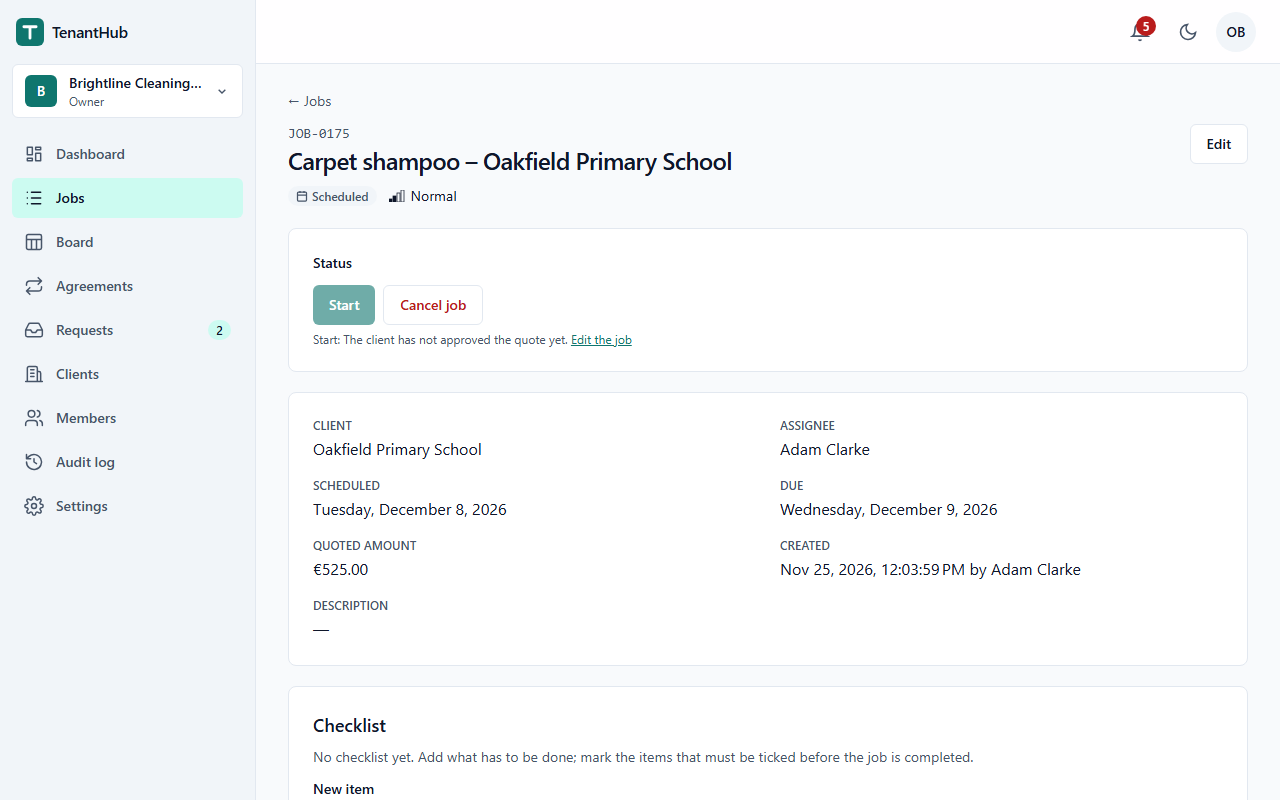 TenantHub
5
OB
B
Brightline Cleaning...
Owner
Dashboard
Jobs
Board
Agreements
Requests
2
Clients
Members
Audit log
Settings
← Jobs
JOB-0175
Carpet shampoo – Oakfield Primary School
Edit
Scheduled
Normal
Status
Start
Cancel job
Start: The client has not approved the quote yet. Edit the job
CLIENT
Oakfield Primary School
ASSIGNEE
Adam Clarke
SCHEDULED
Tuesday, December 8, 2026
DUE
Wednesday, December 9, 2026
QUOTED AMOUNT
€525.00
CREATED
Nov 25, 2026, 12:03:59 PM by Adam Clarke
DESCRIPTION
—
Checklist
No checklist yet. Add what has to be done; mark the items that must be ticked before the job is completed.
New item